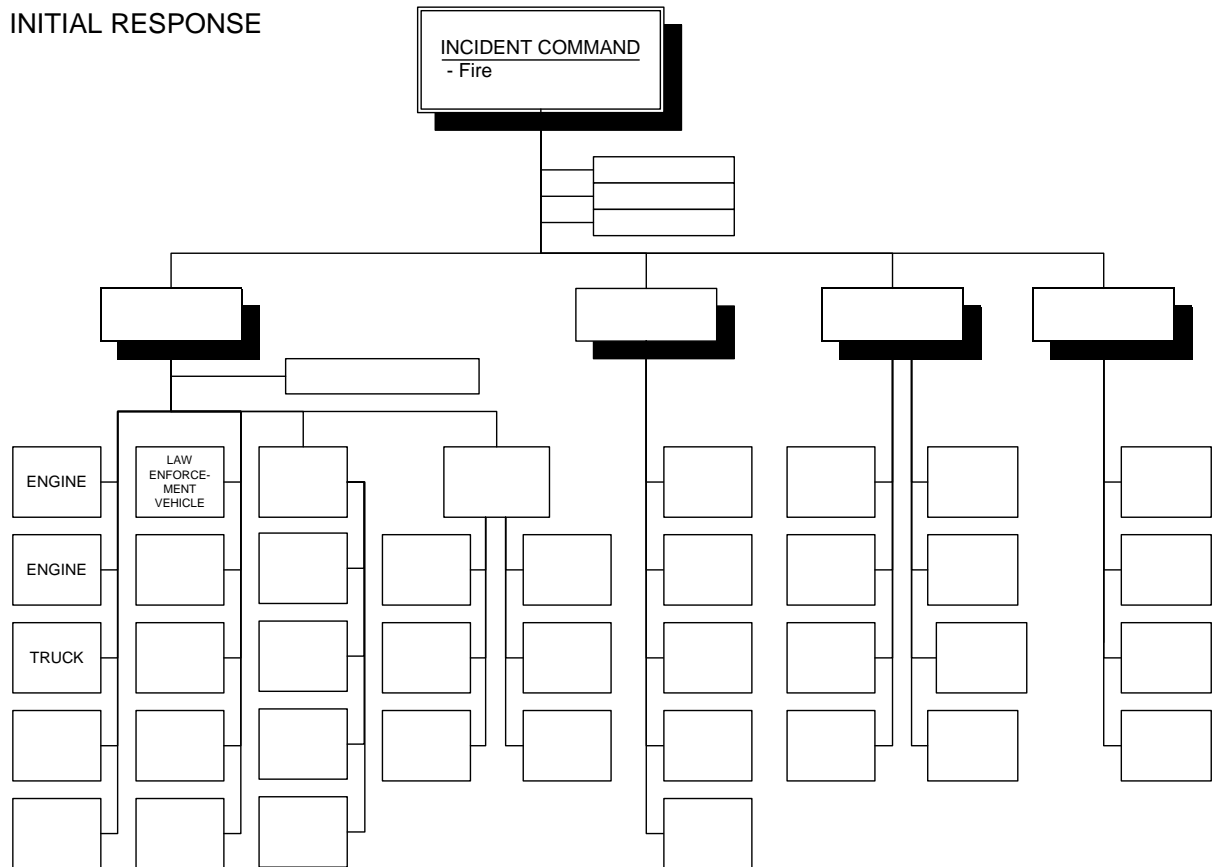 INITIAL RESPONSE
INCIDENT COMMAND
- Fire
ENGINE
LAW
ENFORCE-
MENT
VEHICLE
ENGINE
TRUCK